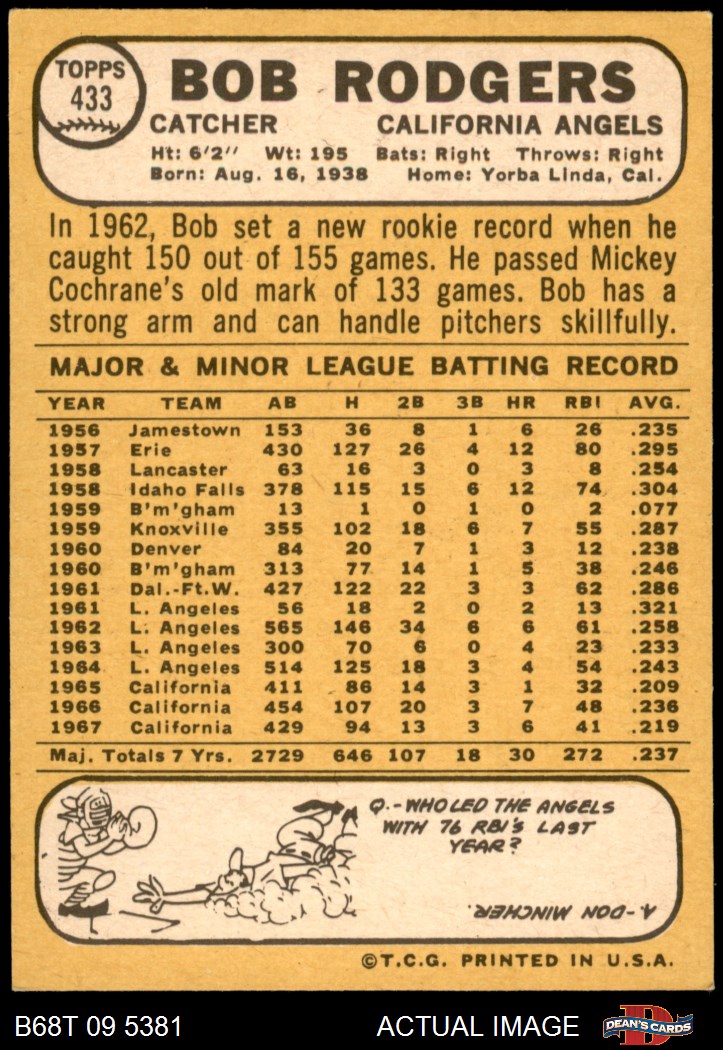 TOPPS
433
BOB RODGERS
CATCHER CALIFORNIA ANGELS
Ht: 6'2" Wt: 195 Bats: Right Throws: Right
Born: Aug. 16, 1938 Home: Yorba Linda, Cal.
In 1962, Bob set a new rookie record when he
caught 150 out of 155 games. He passed Mickey
Cochrane's old mark of 133 games. Bob has a
strong arm and can handle pitchers skillfully.
MAJOR & MINOR LEAGUE BATTING RECORD
YEAR TEAM AB H 2B 3B HR RBI AVG.
1956 Jamestown 153 36 8 1 6 26 .235
1957 Erie 430 127 26 4 12 80 .295
1958 Lancaster 63 16 3 0 3 8 .254
1958 Idaho Falls 378 115 15 6 12 74 .304
1959 B'm'gham 13 1 0 1 0 2 .077
1959 Knoxville 355 102 18 6 7 55 .287
1960 Denver 84 20 7 1 3 12 .238
1960 B'm'gham 313 77 14 1 5 38 .246
1961 Dal.-Ft.W. 427 122 22 3 3 62 .286
1961 L. Angeles 56 18 2 0 2 13 .321
1962 L. Angeles 565 146 34 6 6 61 .258
1963 L. Angeles 300 70 6 0 4 23 .233
1964 L. Angeles 514 125 18 3 4 54 .243
1965 California 411 86 14 3 1 32 .209
1966 California 454 107 20 3 7 48 .236
1967 California 429 94 13 3 6 41 .219
Maj. Totals 7 Yrs. 2729 646 107 18 30 272 .237
Q.-WHO LED THE ANGELS
WITH 76 RBI'S LAST
YEAR?
A-DON MINCHER.
©T.C.G. PRINTED IN U.S.A.
B68T 09 5381 ACTUAL IMAGE
D
DEAN'S CARDS